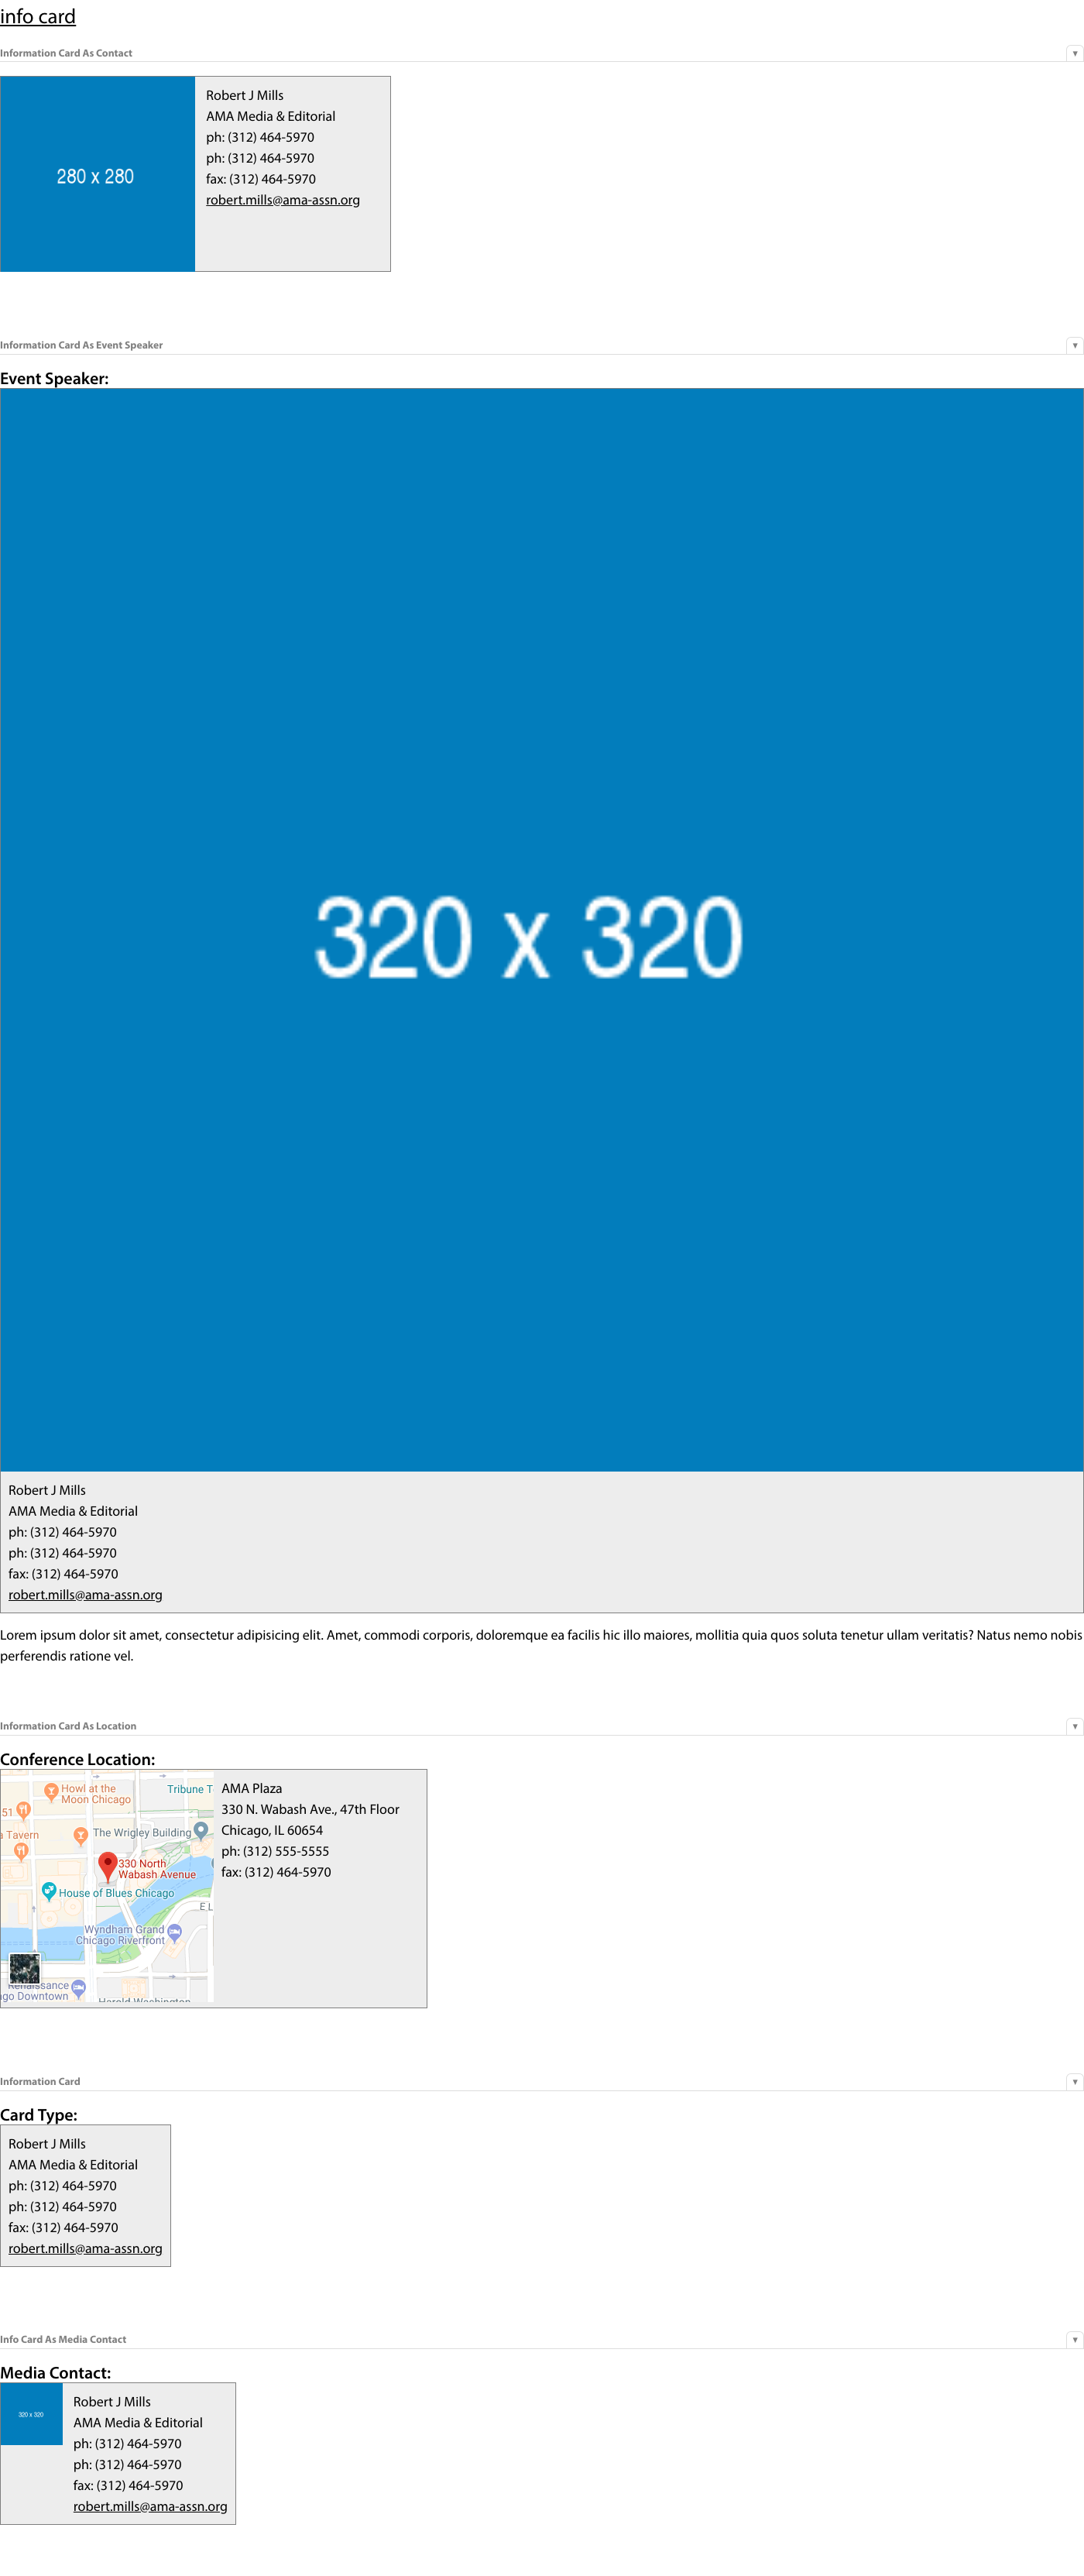 info card
Information Card As Contact
▼
280 x 280
Robert J Mills
AMA Media & Editorial
ph: (312) 464-5970
ph: (312) 464-5970
fax: (312) 464-5970
robert.mills@ama-assn.org
Information Card As Event Speaker
▼
Event Speaker:
320 x 320
Robert J Mills
AMA Media & Editorial
ph: (312) 464-5970
ph: (312) 464-5970
fax: (312) 464-5970
robert.mills@ama-assn.org
Lorem ipsum dolor sit amet, consectetur adipisicing elit. Amet, commodi corporis, doloremque ea facilis hic illo maiores, mollitia quia quos soluta tenetur ullam veritatis? Natus nemo nobis
perferendis ratione vel.
Information Card As Location
▼
Conference Location:
Howl at the
Moon Chicago
Tribune T
51
a Tavern
The Wrigley Building
330 North
Wabash Avenue
House of Blues Chicago
E L
Wyndham Grand
Chicago Riverfront
Renaissance
go Downtown
Harold Washington
AMA Plaza
330 N. Wabash Ave., 47th Floor
Chicago, IL 60654
ph: (312) 555-5555
fax: (312) 464-5970
Information Card
▼
Card Type:
Robert J Mills
AMA Media & Editorial
ph: (312) 464-5970
ph: (312) 464-5970
fax: (312) 464-5970
robert.mills@ama-assn.org
Info Card As Media Contact
▼
Media Contact:
320 x 320
Robert J Mills
AMA Media & Editorial
ph: (312) 464-5970
ph: (312) 464-5970
fax: (312) 464-5970
robert.mills@ama-assn.org